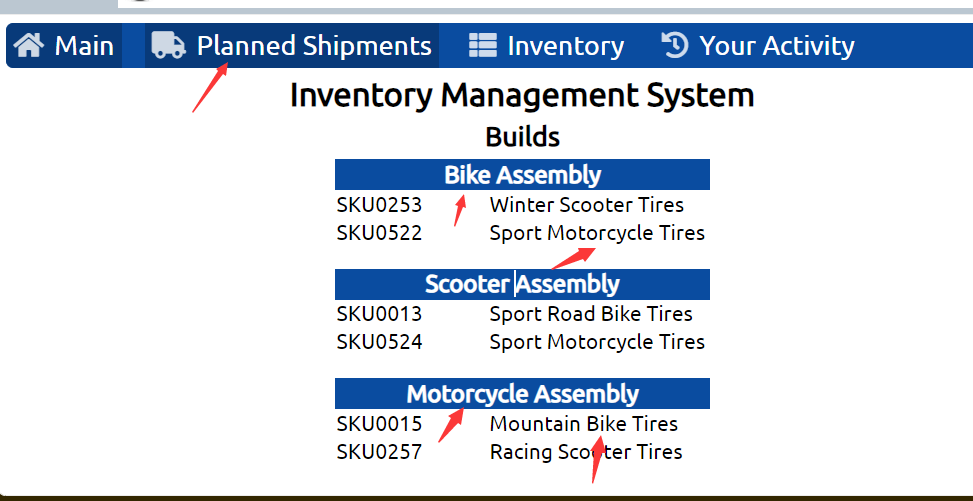 Main Planned Shipments Inventory Your Activity
Inventory Management System
Builds
Bike Assembly
SKU0253 Winter Scooter Tires
SKU0522 Sport Motorcycle Tires
Scooter Assembly
SKU0013 Sport Road Bike Tires
SKU0524 Sport Motorcycle Tires
Motorcycle Assembly
SKU0015 Mountain Bike Tires
SKU0257 Racing Scooter Tires